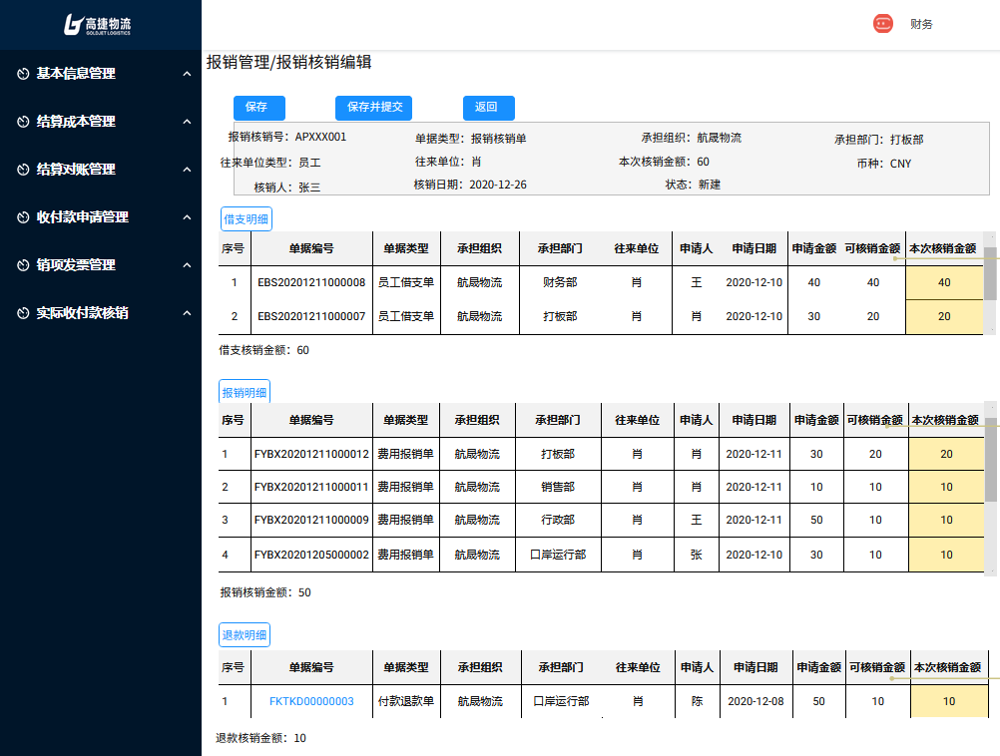 高捷物流
GOLDJET LOGISTICS
财务
基本信息管理
结算成本管理
结算对账管理
收付款申请管理
销项发票管理
实际收付款核销
报销管理/报销核销编辑
保存 保存并提交 返回
报销核销号：APXXX001 单据类型：报销核销单 承担组织：航晟物流 承担部门：打板部
往来单位类型：员工 往来单位：肖 本次核销金额：60 币种：CNY
核销人：张三 核销日期：2020-12-26 状态：新建
借支明细
序号 单据编号 单据类型 承担组织 承担部门 往来单位 申请人 申请日期 申请金额 可核销金额 本次核销金额
1 EBS20201211000008 员工借支单 航晟物流 财务部 肖 王 2020-12-10 40 40 40
2 EBS20201211000007 员工借支单 航晟物流 打板部 肖 肖 2020-12-10 30 20 20
借支核销金额：60
报销明细
序号 单据编号 单据类型 承担组织 承担部门 往来单位 申请人 申请日期 申请金额 可核销金额 本次核销金额
1 FYBX20201211000012 费用报销单 航晟物流 打板部 肖 肖 2020-12-11 30 20 20
2 FYBX20201211000011 费用报销单 航晟物流 销售部 肖 肖 2020-12-11 10 10 10
3 FYBX20201211000009 费用报销单 航晟物流 行政部 肖 王 2020-12-11 50 10 10
4 FYBX20201205000002 费用报销单 航晟物流 口岸运行部 肖 张 2020-12-10 30 10 10
报销核销金额：50
退款明细
序号 单据编号 单据类型 承担组织 承担部门 往来单位 申请人 申请日期 申请金额 可核销金额 本次核销金额
1 FKTKD00000003 付款退款单 航晟物流 口岸运行部 肖 陈 2020-12-08 50 10 10
退款核销金额：10